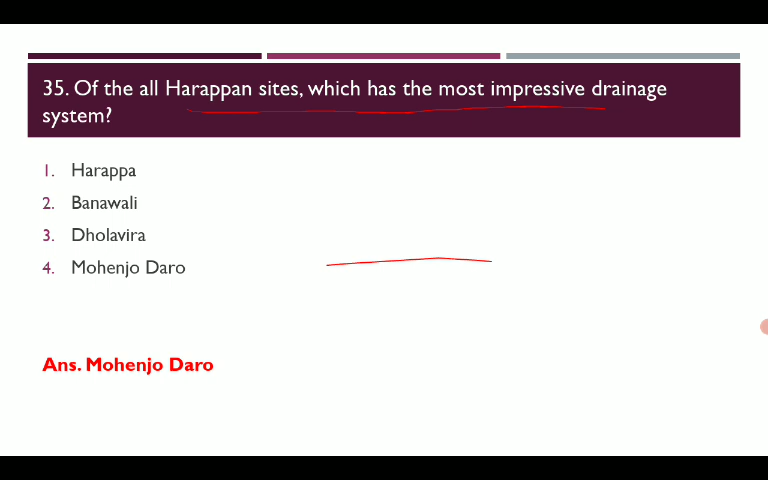 35. Of the all Harappan sites, which has the most impressive drainage
system?
1. Harappa
2. Banawali
3. Dholavira
4. Mohenjo Daro
Ans. Mohenjo Daro